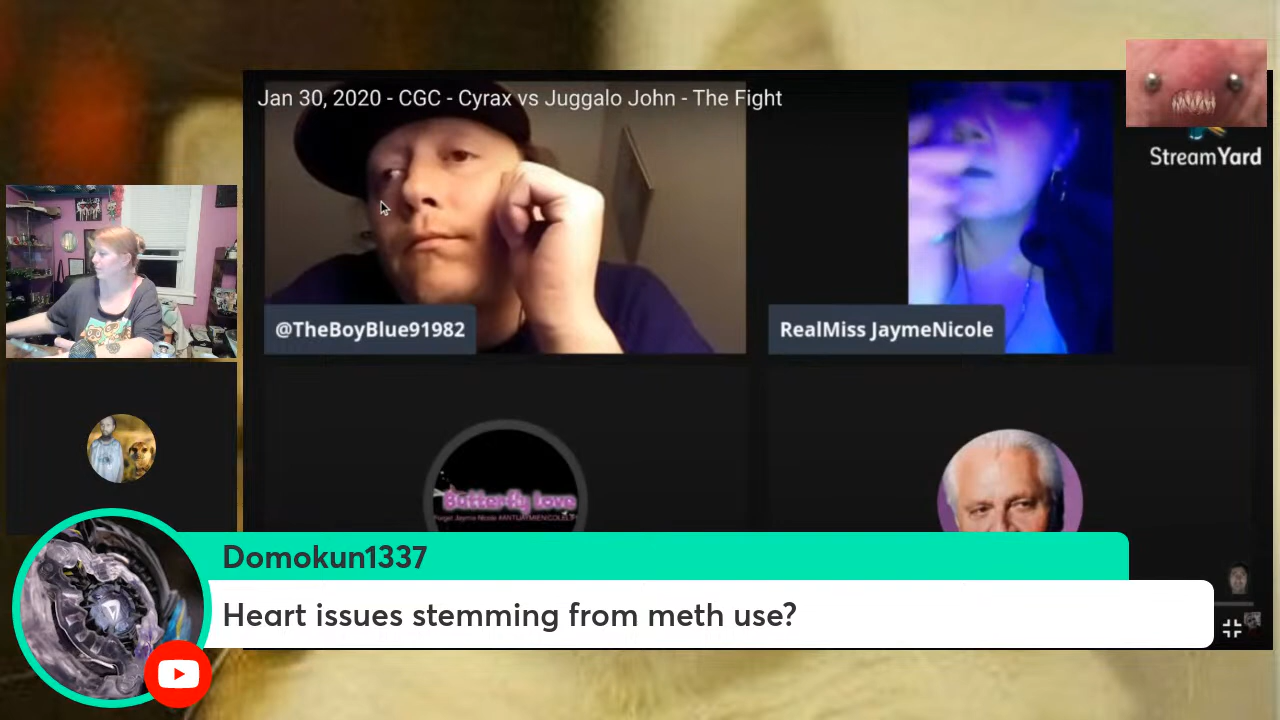 Jan 30, 2020 - CGC - Cyrax vs Juggalo John - The Fight
StreamYard
@TheBoyBlue91982
RealMiss JaymeNicole
Butterfly Love
Domokun1337
Heart issues stemming from meth use?